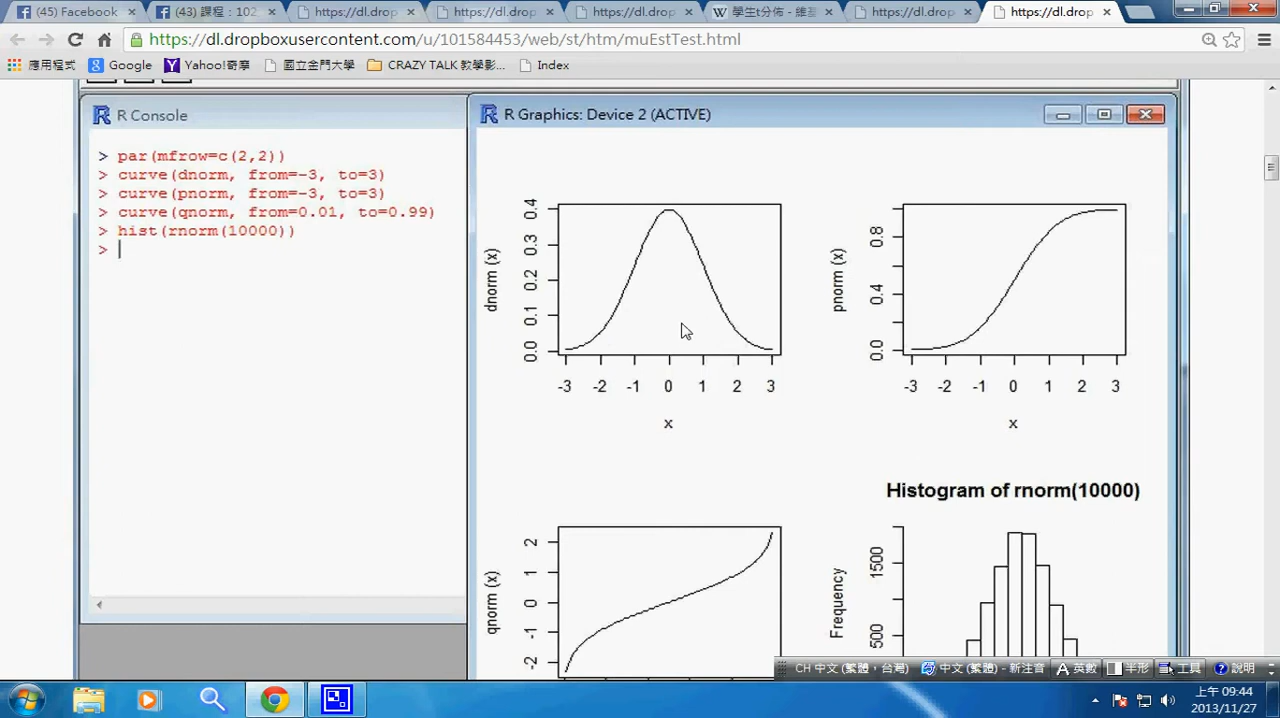 (45) Facebook
(43) 課程：102
https://dl.dropb
https://dl.dropb
https://dl.dropb
學生t分佈 - 維基
https://dl.dropb
https://dl.drop
https://dl.dropboxusercontent.com/u/101584453/web/st/htm/muEstTest.html
應用程式
Google
Yahoo!奇摩
國立金門大學
CRAZY TALK 教學影...
Index
R Console
> par(mfrow=c(2,2))
> curve(dnorm, from=-3, to=3)
> curve(pnorm, from=-3, to=3)
> curve(qnorm, from=0.01, to=0.99)
> hist(rnorm(10000))
>
R Graphics: Device 2 (ACTIVE)
dnorm (x)
0.4
0.3
0.2
0.1
0.0
-3 -2 -1 0 1 2 3
x
pnorm (x)
0.8
0.4
0.0
-3 -2 -1 0 1 2 3
x
qnorm (x)
2
1
0
-1
-2
Histogram of rnorm(10000)
Frequency
1500
500
CH 中文 (繁體，台灣)
中文 (繁體) - 新注音
A 英數
半形
工具
說明
上午 09:44
2013/11/27